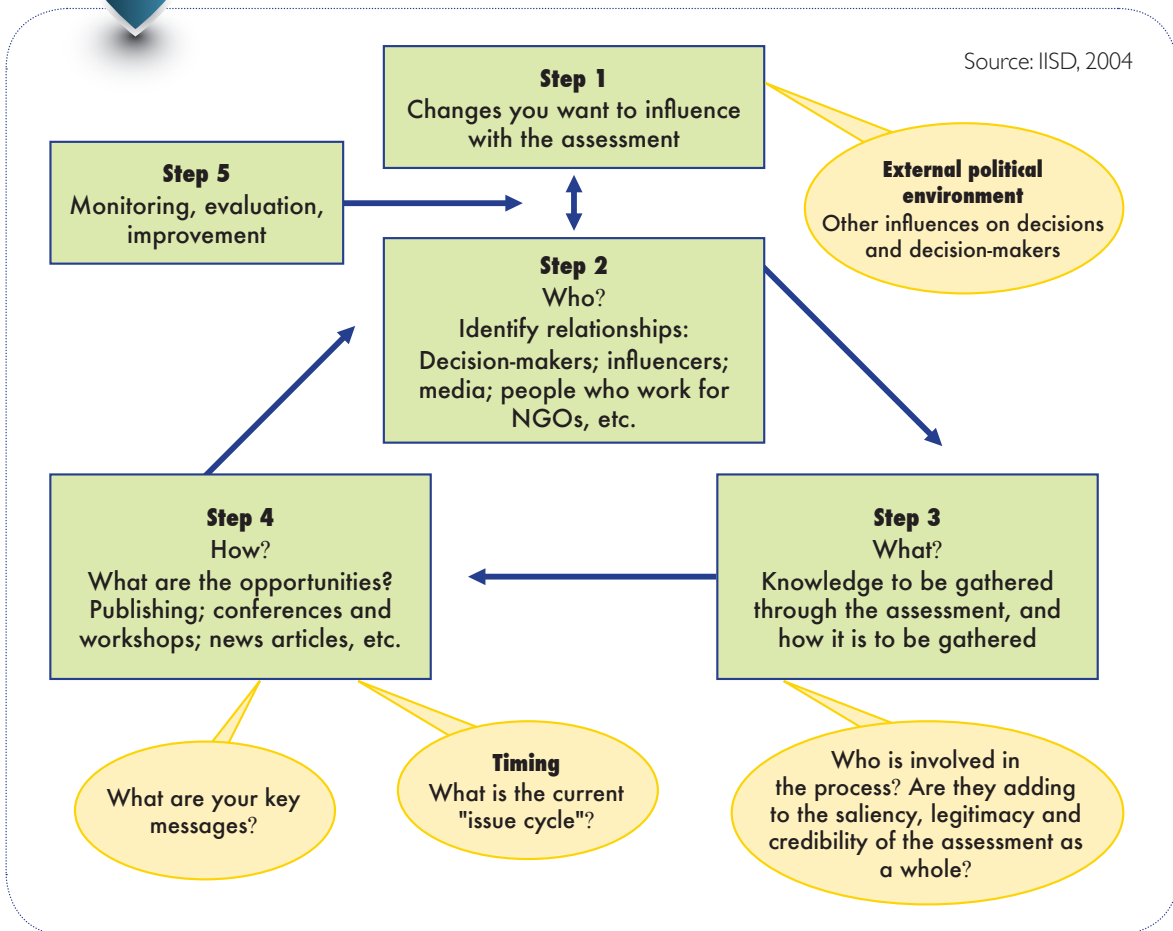 Source: IISD, 2004
Step 1
Changes you want to influence
with the assessment
External political
environment
Other influences on decisions
and decision-makers
Step 5
Monitoring, evaluation,
improvement
Step 2
Who?
Identify relationships:
Decision-makers; influencers;
media; people who work for
NGOs, etc.
Step 4
How?
What are the opportunities?
Publishing; conferences and
workshops; news articles, etc.
Step 3
What?
Knowledge to be gathered
through the assessment, and
how it is to be gathered
What are your key
messages?
Timing
What is the current
"issue cycle"?
Who is involved in
the process? Are they adding
to the saliency, legitimacy and
credibility of the assessment as
a whole?